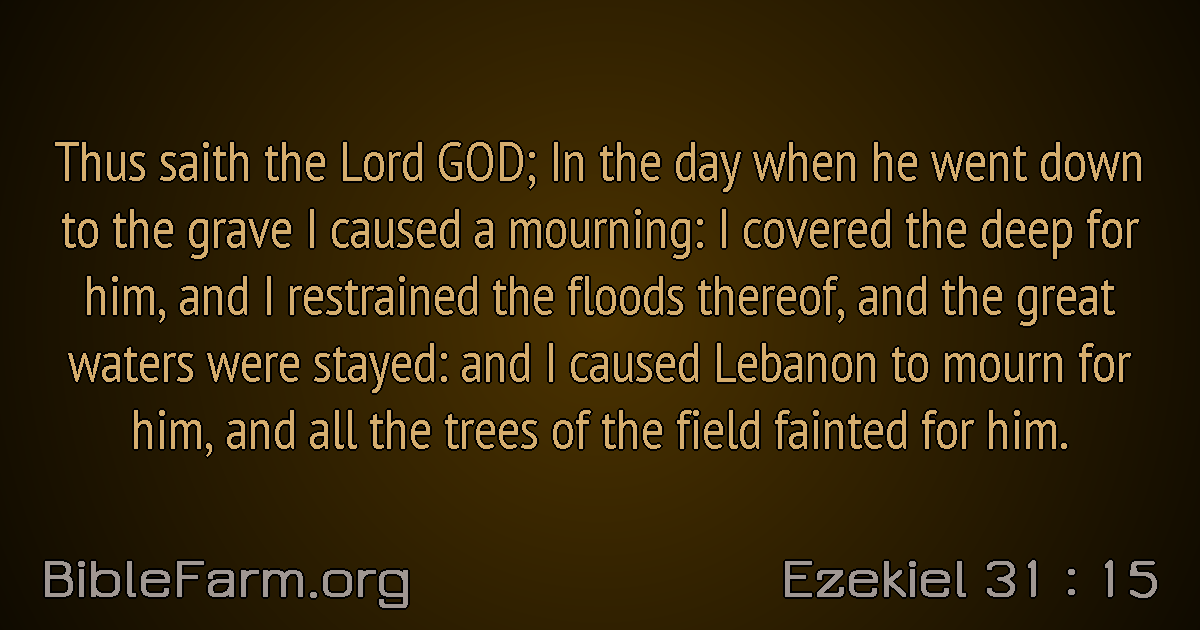 Thus saith the Lord GOD; In the day when he went down
to the grave I caused a mourning: I covered the deep for
him, and I restrained the floods thereof, and the great
waters were stayed: and I caused Lebanon to mourn for
him, and all the trees of the field fainted for him.
BibleFarm.org
Ezekiel 31 : 15